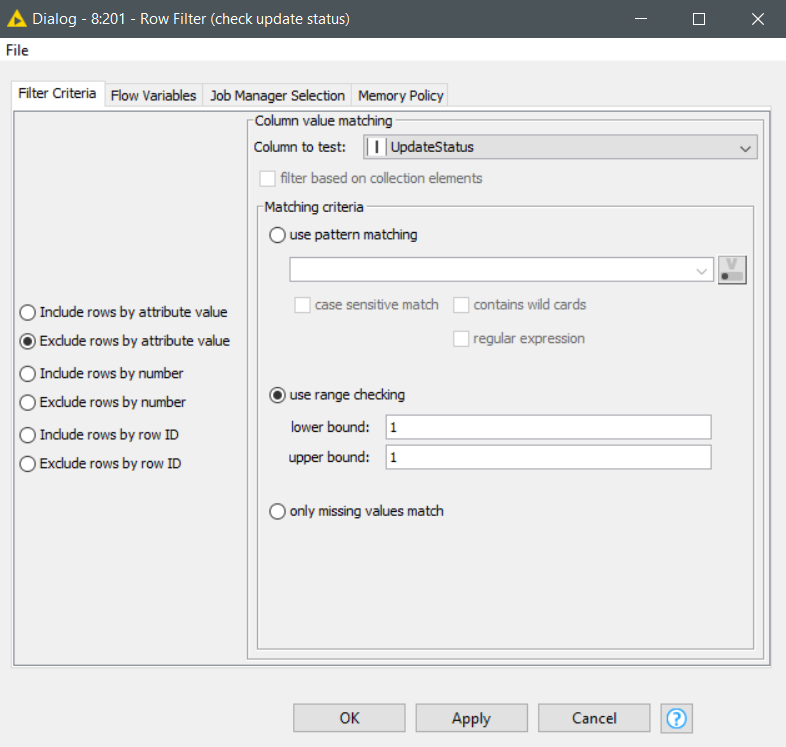 Dialog - 8:201 - Row Filter (check update status)
File
Filter Criteria Flow Variables Job Manager Selection Memory Policy
Include rows by attribute value
Exclude rows by attribute value
Include rows by number
Exclude rows by number
Include rows by row ID
Exclude rows by row ID
Column value matching
Column to test: I UpdateStatus
filter based on collection elements
Matching criteria
use pattern matching
V
case sensitive match contains wild cards
regular expression
use range checking
lower bound: 1
upper bound: 1
only missing values match
OK Apply Cancel ?